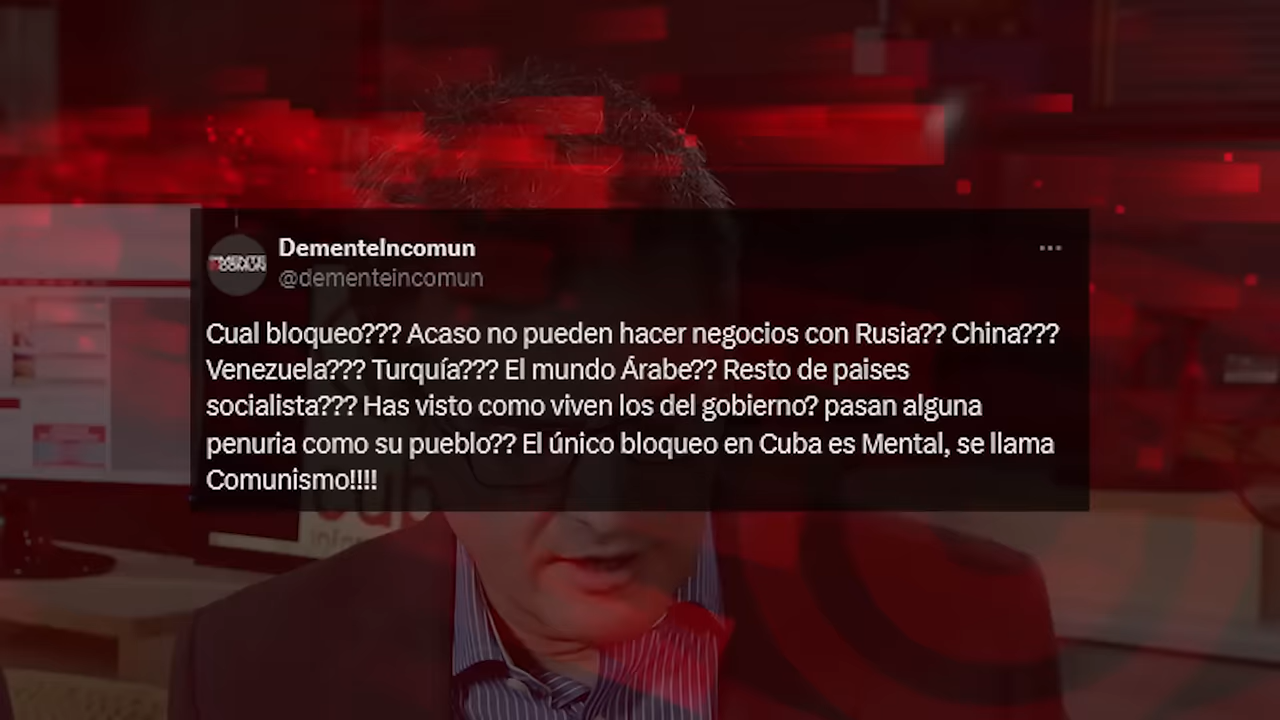 DementeIncomun
@dementeincomun
Cual bloqueo??? Acaso no pueden hacer negocios con Rusia?? China???
Venezuela??? Turquía??? El mundo Árabe?? Resto de paises
socialista??? Has visto como viven los del gobierno? pasan alguna
penuria como su pueblo?? El único bloqueo en Cuba es Mental, se llama
Comunismo!!!!